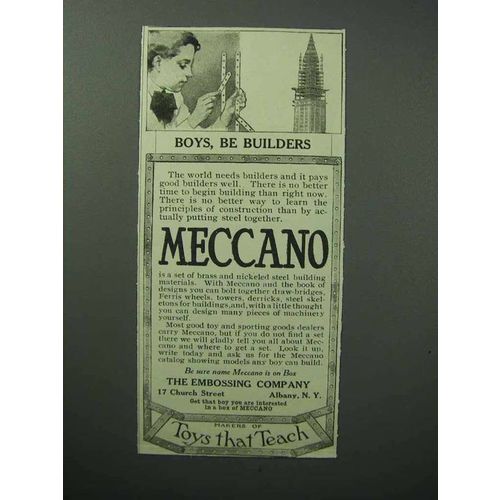 BOYS, BE BUILDERS
The world needs builders and it pays
good builders well. There is no better
time to begin building than right now.
There is no better way to learn the
principles of construction than by ac-
tually putting steel together.
MECCANO
is a set of brass and nickeled steel building
materials. With Meccano and the book of
designs you can bolt together draw-bridges,
Ferris wheels, towers, derricks, steel skel-
etons for buildings, and, with a little thought
you can design many pieces of machinery
yourself.
Most good toy and sporting goods dealers
carry Meccano, but if you do not find a set
there we will gladly tell you all about Mec-
cano and where to get a set. Look it up,
write today and ask us for the Meccano
catalog showing models any boy can build.
Be sure name Meccano is on Box
THE EMBOSSING COMPANY
17 Church Street Albany, N. Y.
Get that boy you are interested
in a box of MECCANO
MAKERS OF
Toys that Teach